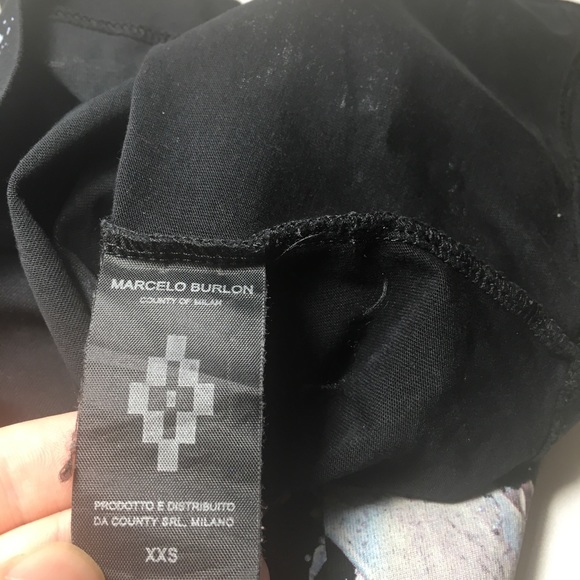 MARCELO BURLON
COUNTY OF MILAN
PRODOTTO E DISTRIBUITO
DA COUNTY SRL, MILANO
XXS